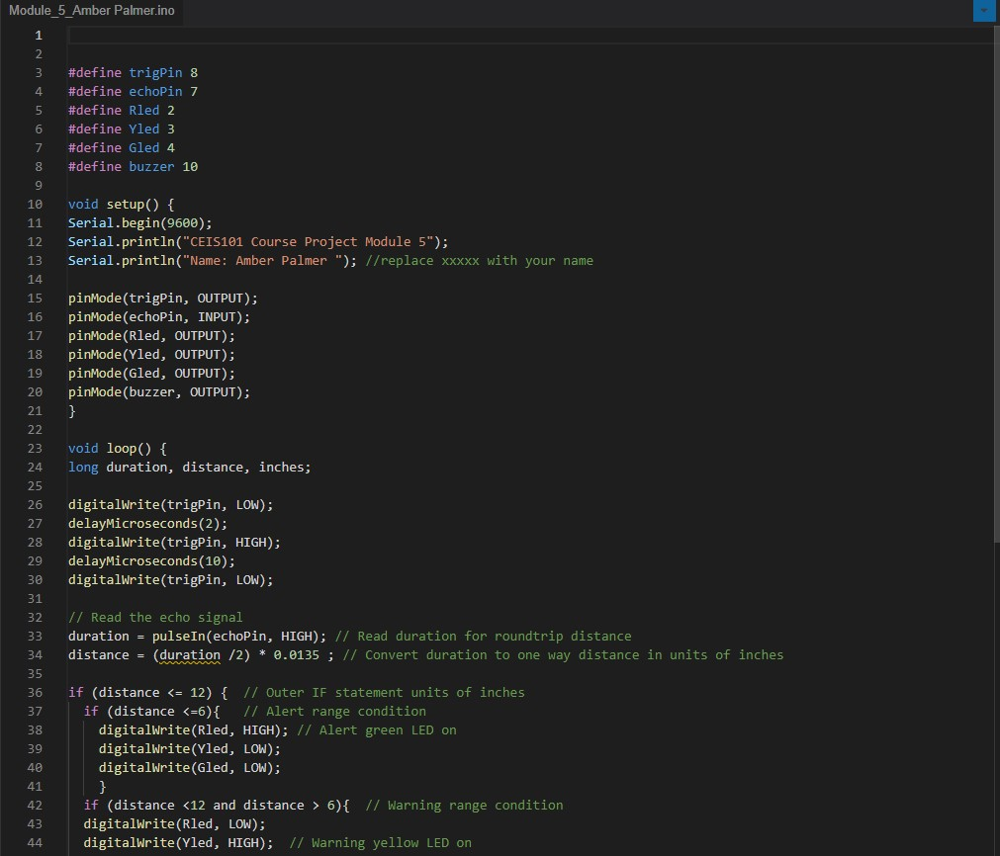 Module_5_Amber Palmer.ino
1
2
3 #define trigPin 8
4 #define echoPin 7
5 #define Rled 2
6 #define Yled 3
7 #define Gled 4
8 #define buzzer 10
9
10 void setup() {
11 Serial.begin(9600);
12 Serial.println("CEIS101 Course Project Module 5");
13 Serial.println("Name: Amber Palmer "); //replace xxxxx with your name
14
15 pinMode(trigPin, OUTPUT);
16 pinMode(echoPin, INPUT);
17 pinMode(Rled, OUTPUT);
18 pinMode(Yled, OUTPUT);
19 pinMode(Gled, OUTPUT);
20 pinMode(buzzer, OUTPUT);
21 }
22
23 void loop() {
24 long duration, distance, inches;
25
26 digitalWrite(trigPin, LOW);
27 delayMicroseconds(2);
28 digitalWrite(trigPin, HIGH);
29 delayMicroseconds(10);
30 digitalWrite(trigPin, LOW);
31
32 // Read the echo signal
33 duration = pulseIn(echoPin, HIGH); // Read duration for roundtrip distance
34 distance = (duration /2) * 0.0135 ; // Convert duration to one way distance in units of inches
35
36 if (distance <= 12) { // Outer IF statement units of inches
37 if (distance <=6){ // Alert range condition
38 digitalWrite(Rled, HIGH); // Alert green LED on
39 digitalWrite(Yled, LOW);
40 digitalWrite(Gled, LOW);
41 }
42 if (distance <12 and distance > 6){ // Warning range condition
43 digitalWrite(Rled, LOW);
44 digitalWrite(Yled, HIGH); // Warning yellow LED on